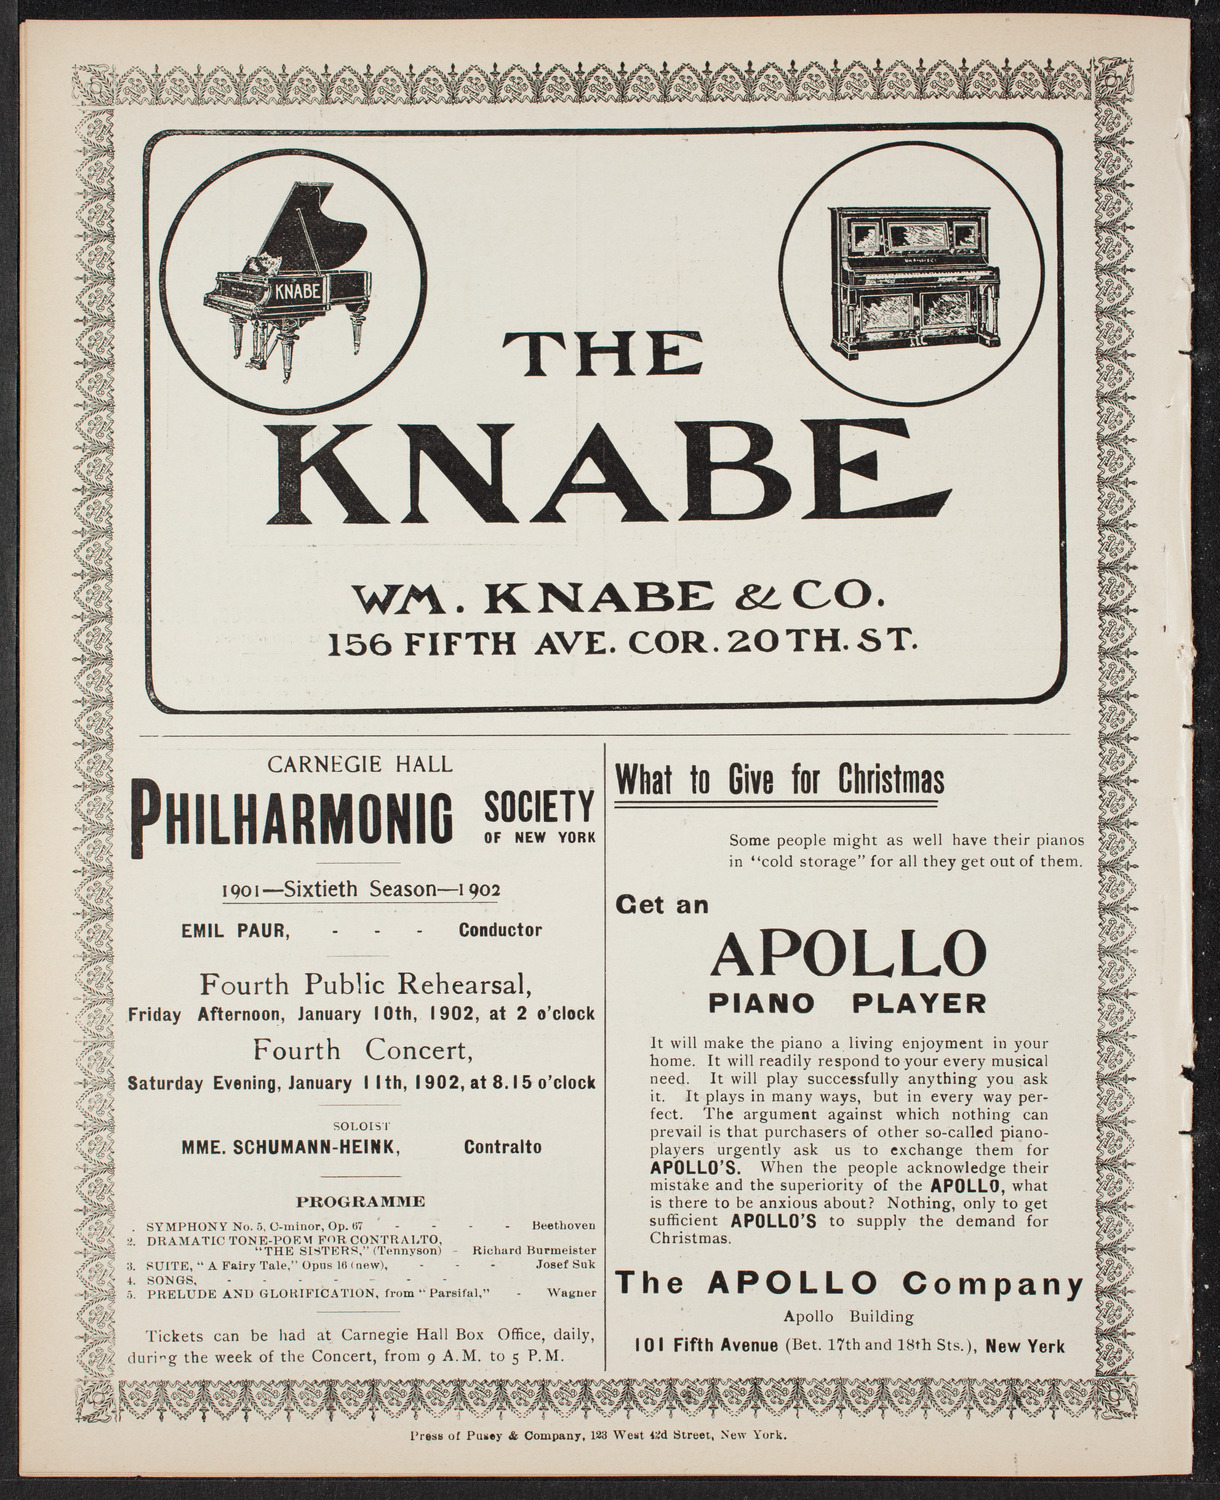 KNABE
THE
KNABE
WM. KNABE & CO.
156 FIFTH AVE. COR. 20TH. ST.
CARNEGIE HALL
PHILHARMONIC SOCIETY
OF NEW YORK
1901—Sixtieth Season—1902
EMIL PAUR, - - - Conductor
Fourth Public Rehearsal,
Friday Afternoon, January 10th, 1902, at 2 o'clock
Fourth Concert,
Saturday Evening, January 11th, 1902, at 8.15 o'clock
SOLOIST
MME. SCHUMANN-HEINK, Contralto
PROGRAMME
. SYMPHONY No. 5, C-minor, Op. 67 - - - - Beethoven
2. DRAMATIC TONE-POEM FOR CONTRALTO,
"THE SISTERS," (Tennyson) - Richard Burmeister
3. SUITE, "A Fairy Tale," Opus 16 (new), - - - Josef Suk
4. SONGS, - - - - - - - -
5. PRELUDE AND GLORIFICATION, from "Parsifal," - Wagner
Tickets can be had at Carnegie Hall Box Office, daily,
during the week of the Concert, from 9 A.M. to 5 P.M.
What to Give for Christmas
Some people might as well have their pianos
in "cold storage" for all they get out of them.
Get an
APOLLO
PIANO PLAYER
It will make the piano a living enjoyment in your
home. It will readily respond to your every musical
need. It will play successfully anything you ask
it. It plays in many ways, but in every way per-
fect. The argument against which nothing can
prevail is that purchasers of other so-called piano-
players urgently ask us to exchange them for
APOLLO'S. When the people acknowledge their
mistake and the superiority of the APOLLO, what
is there to be anxious about? Nothing, only to get
sufficient APOLLO'S to supply the demand for
Christmas.
The APOLLO Company
Apollo Building
101 Fifth Avenue (Bet. 17th and 18th Sts.), New York
Press of Pusey & Company, 123 West 42d Street, New York.